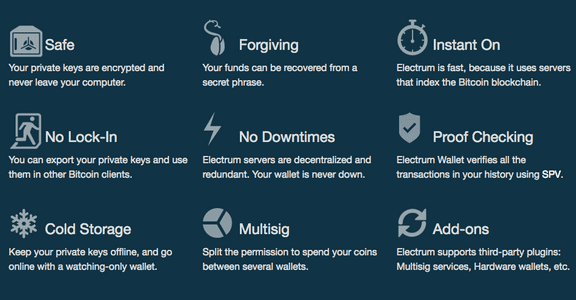 Safe
Your private keys are encrypted and
never leave your computer.
Forgiving
Your funds can be recovered from a
secret phrase.
Instant On
Electrum is fast, because it uses servers
that index the Bitcoin blockchain.
No Lock-In
You can export your private keys and use
them in other Bitcoin clients.
No Downtimes
Electrum servers are decentralized and
redundant. Your wallet is never down.
Proof Checking
Electrum Wallet verifies all the
transactions in your history using SPV.
Cold Storage
Keep your private keys offline, and go
online with a watching-only wallet.
Multisig
Split the permission to spend your coins
between several wallets.
Add-ons
Electrum supports third-party plugins:
Multisig services, Hardware wallets, etc.